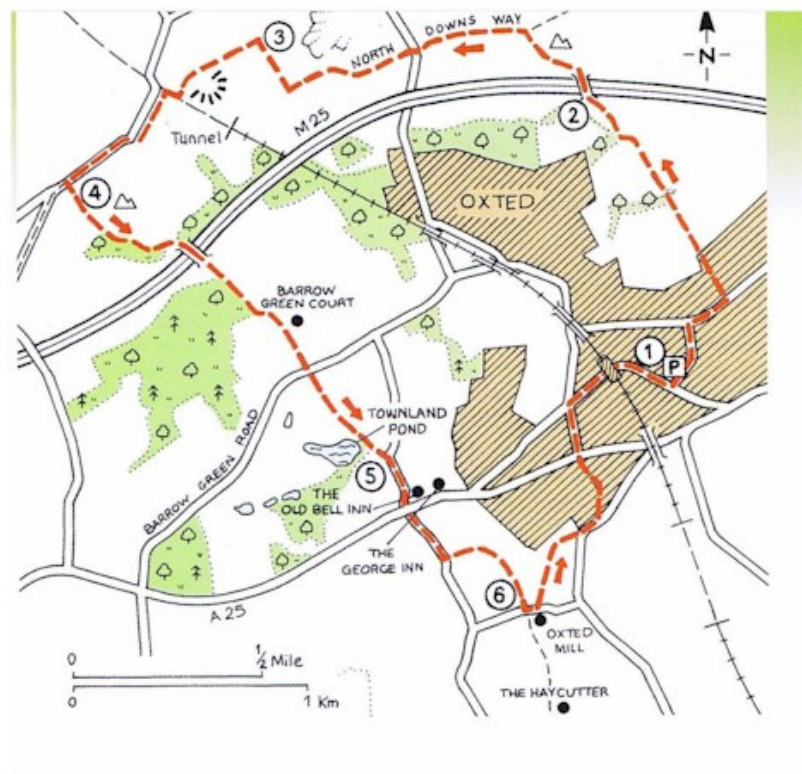 3
NORTH DOWNS WAY
N
2
Tunnel
M25
OXTED
4
BARROW
GREEN COURT
1
P
TOWNLAND
POND
BARROW GREEN ROAD
5
THE
OLD BELL INN
THE
GEORGE INN
6
A25
OXTED
MILL
0
½ Mile
0
1 Km
THE HAYCUTTER